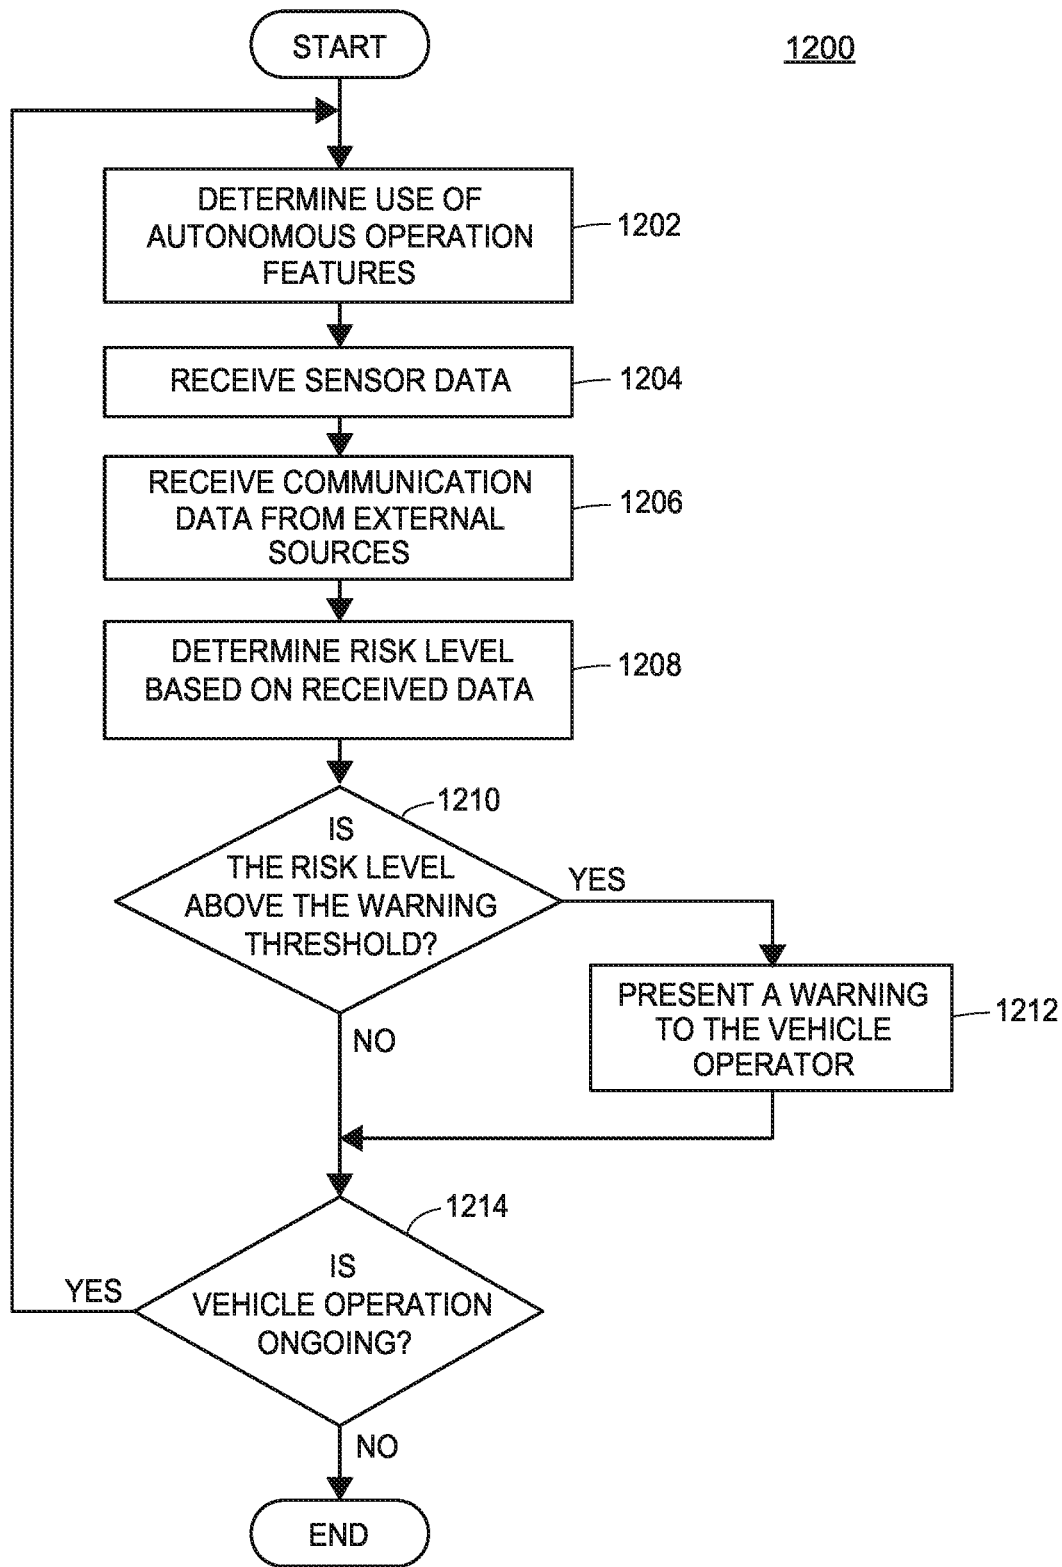 START
1200
DETERMINE USE OF
AUTONOMOUS OPERATION
FEATURES
1202
RECEIVE SENSOR DATA
1204
RECEIVE COMMUNICATION
DATA FROM EXTERNAL
SOURCES
1206
DETERMINE RISK LEVEL
BASED ON RECEIVED DATA
1208
1210
IS
THE RISK LEVEL
ABOVE THE WARNING
THRESHOLD?
YES
PRESENT A WARNING
TO THE VEHICLE
OPERATOR
1212
NO
1214
IS
VEHICLE OPERATION
ONGOING?
YES
NO
END